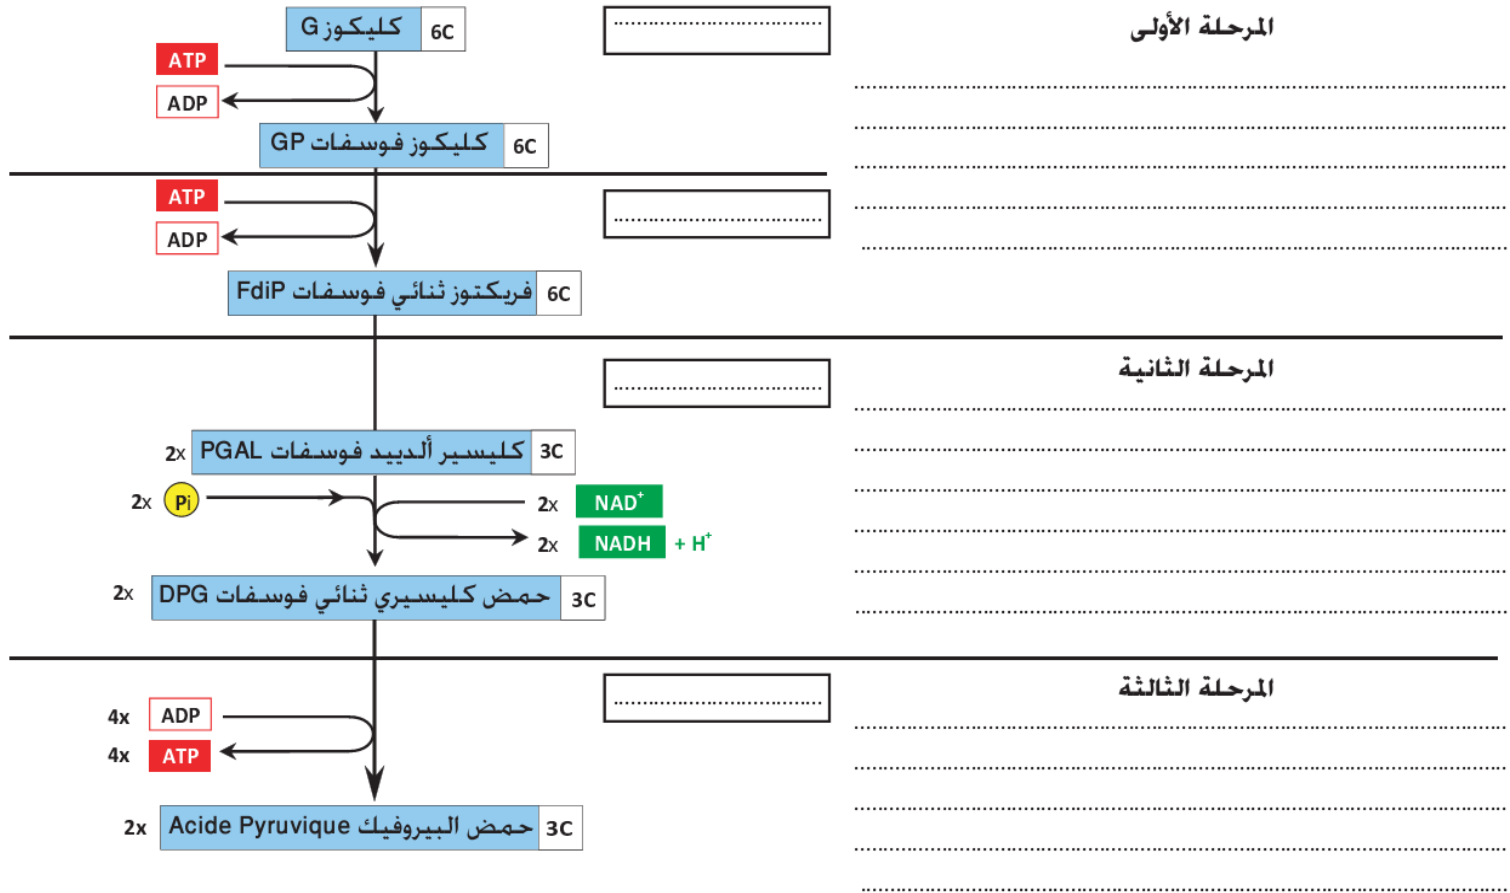 المرحلة الأولى
كليكوز G 6C
ATP
ADP
كليكوز فوسفات GP 6C
ATP
ADP
فريكتوز ثنائي فوسفات FdiP 6C
المرحلة الثانية
2x كليسير ألدييد فوسفات PGAL 3C
2x Pi
2x NAD⁺
2x NADH + H⁺
2x حمض كليسيري ثنائي فوسفات DPG 3C
المرحلة الثالثة
4x ADP
4x ATP
2x حمض البيروفيك Acide Pyruvique 3C